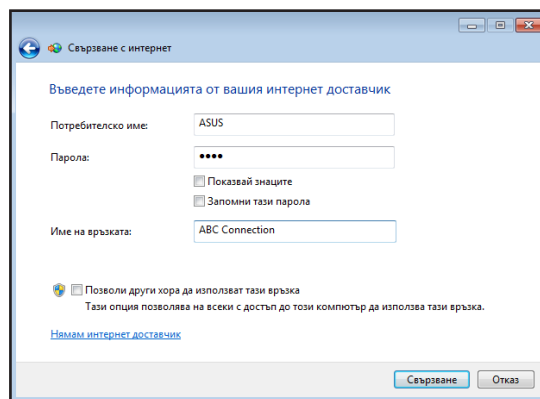 Свързване с интернет
Въведете информацията от вашия интернет доставчик
Потребителско име: ASUS
Парола: ●●●●
Показвай знаците
Запомни тази парола
Име на връзката: ABC Connection
Позволи други хора да използват тази връзка
Тази опция позволява на всеки с достъп до този компютър да използва тази връзка.
Нямам интернет доставчик
Свързване Отказ